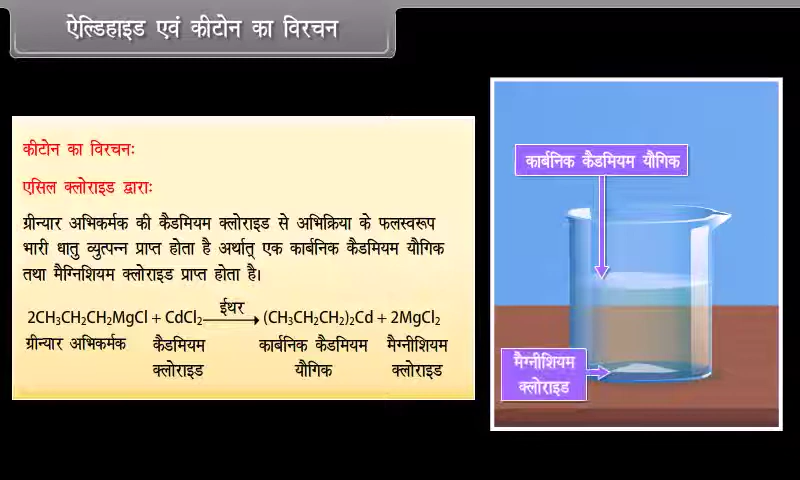 ऐल्डिहाइड एवं कीटोन का विरचन
कीटोन का विरचनः
एसिल क्लोराइड द्वाराः
ग्रीन्यार अभिकर्मक की कैडमियम क्लोराइड से अभिक्रिया के फलस्वरूप
भारी धातु व्युत्पन्न प्राप्त होता है अर्थात् एक कार्बनिक कैडमियम यौगिक
तथा मैग्निशियम क्लोराइड प्राप्त होता है।
ईथर
2CH₃CH₂CH₂MgCl + CdCl₂ ⟶ (CH₃CH₂CH₂)₂Cd + 2MgCl₂
ग्रीन्यार अभिकर्मक कैडमियम कार्बनिक कैडमियम मैग्नीशियम
क्लोराइड यौगिक क्लोराइड
कार्बनिक कैडमियम यौगिक
मैग्नीशियम
क्लोराइड